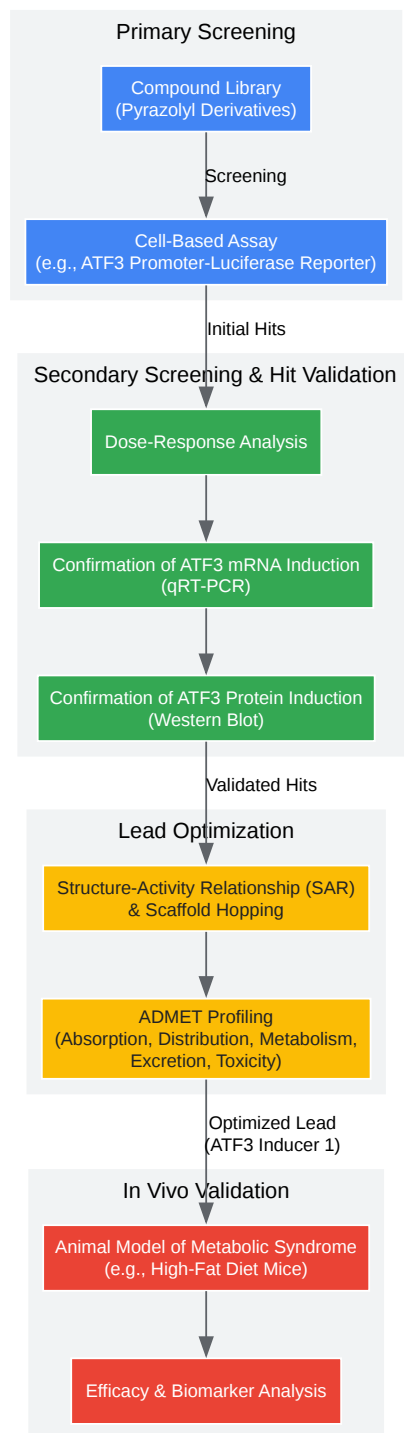 Primary Screening
Compound Library
(Pyrazolyl Derivatives)
Screening
Cell-Based Assay
(e.g., ATF3 Promoter-Luciferase Reporter)
Initial Hits
Secondary Screening & Hit Validation
Dose-Response Analysis
Confirmation of ATF3 mRNA Induction
(qRT-PCR)
Confirmation of ATF3 Protein Induction
(Western Blot)
Validated Hits
Lead Optimization
Structure-Activity Relationship (SAR)
& Scaffold Hopping
ADMET Profiling
(Absorption, Distribution, Metabolism,
Excretion, Toxicity)
Optimized Lead
(ATF3 Inducer 1)
In Vivo Validation
Animal Model of Metabolic Syndrome
(e.g., High-Fat Diet Mice)
Efficacy & Biomarker Analysis